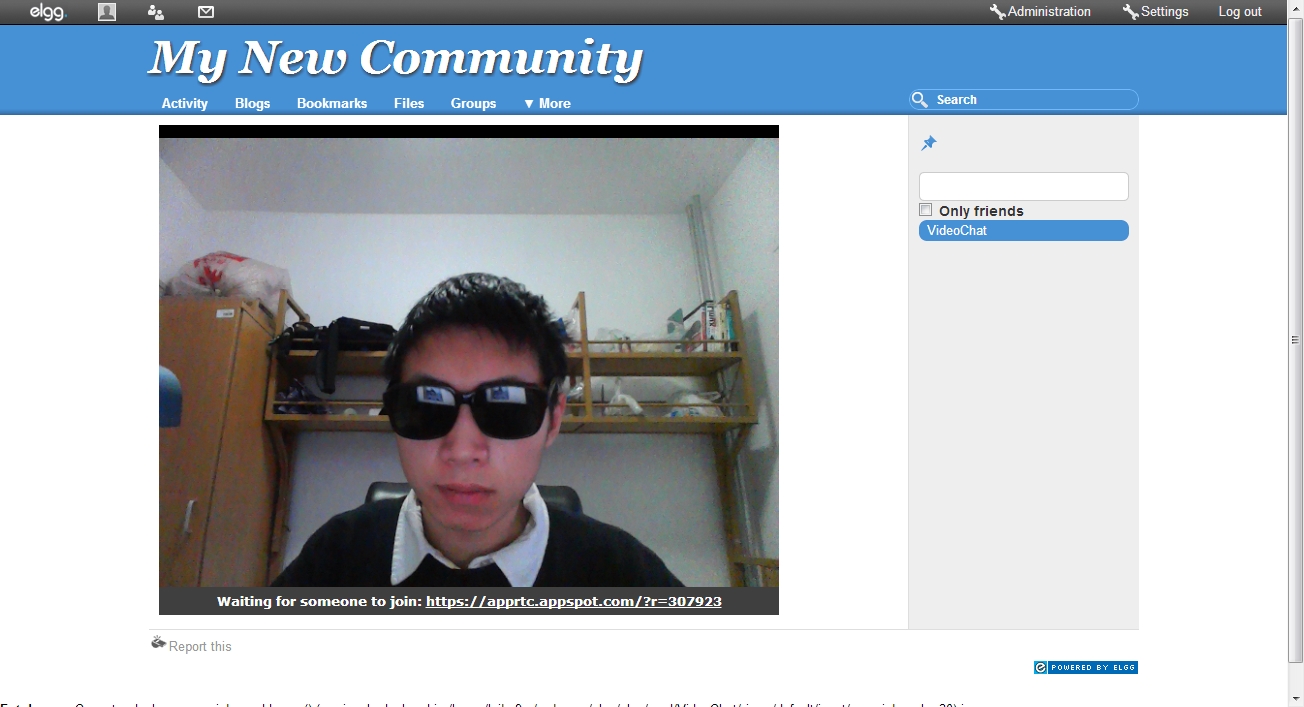 elgg.
Administration
Settings
Log out
My New Community
Activity
Blogs
Bookmarks
Files
Groups
▼ More
Search
Only friends
VideoChat
Waiting for someone to join: https://apprtc.appspot.com/?r=307923
Report this
POWERED BY ELGG